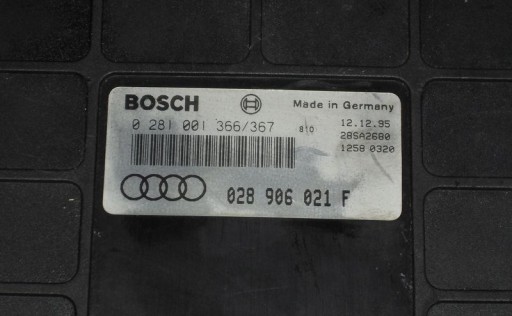 BOSCH Made in Germany
0 281 001 366/367 810 12.12.95
28SA2680
1258 0320
028 906 021 F